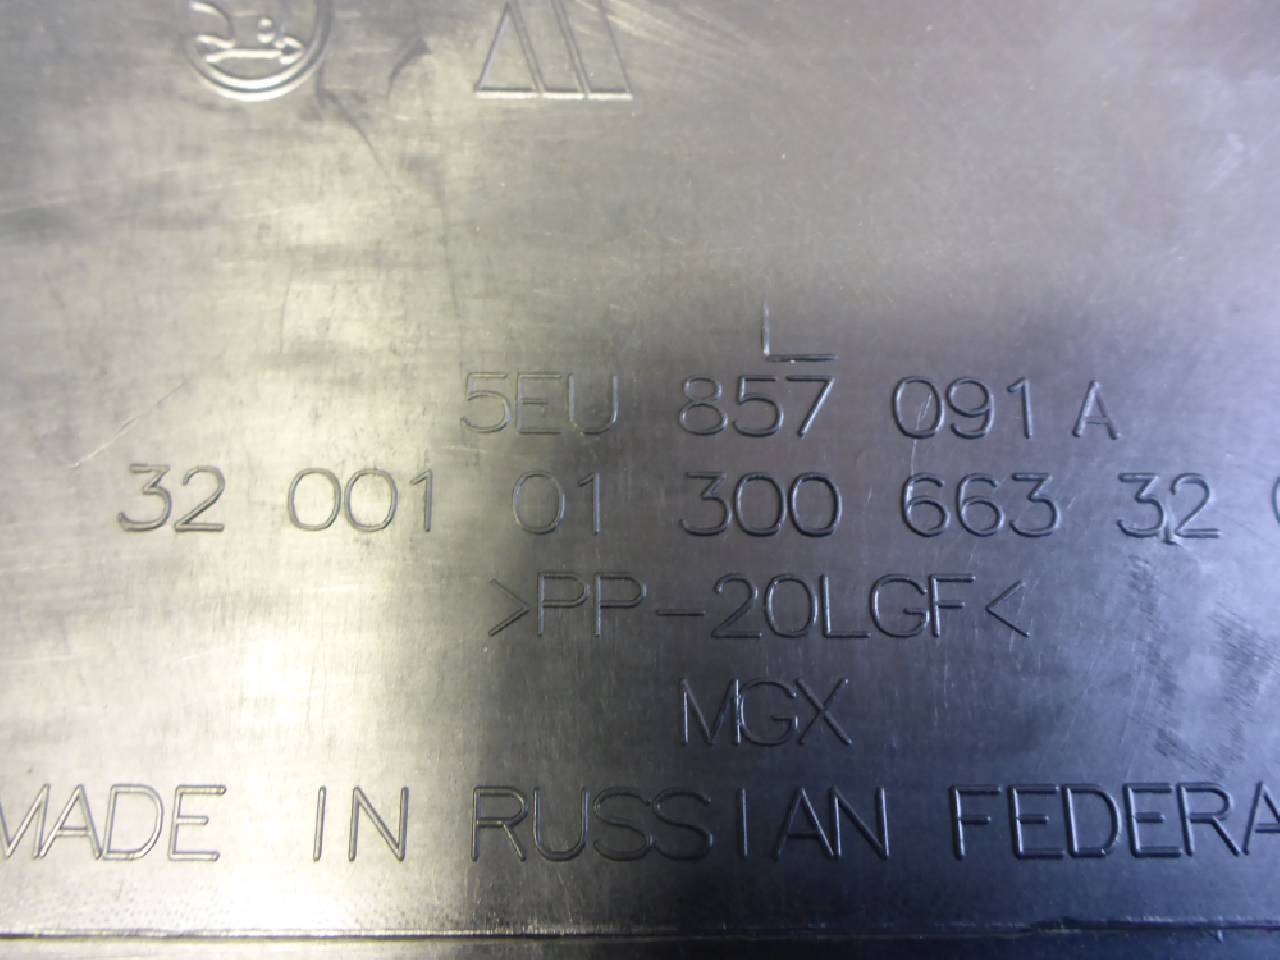 L
5EU 857 091 A
32 001 01 300 663 32
>PP-20LGF<
MGX
MADE IN RUSSIAN FEDERA